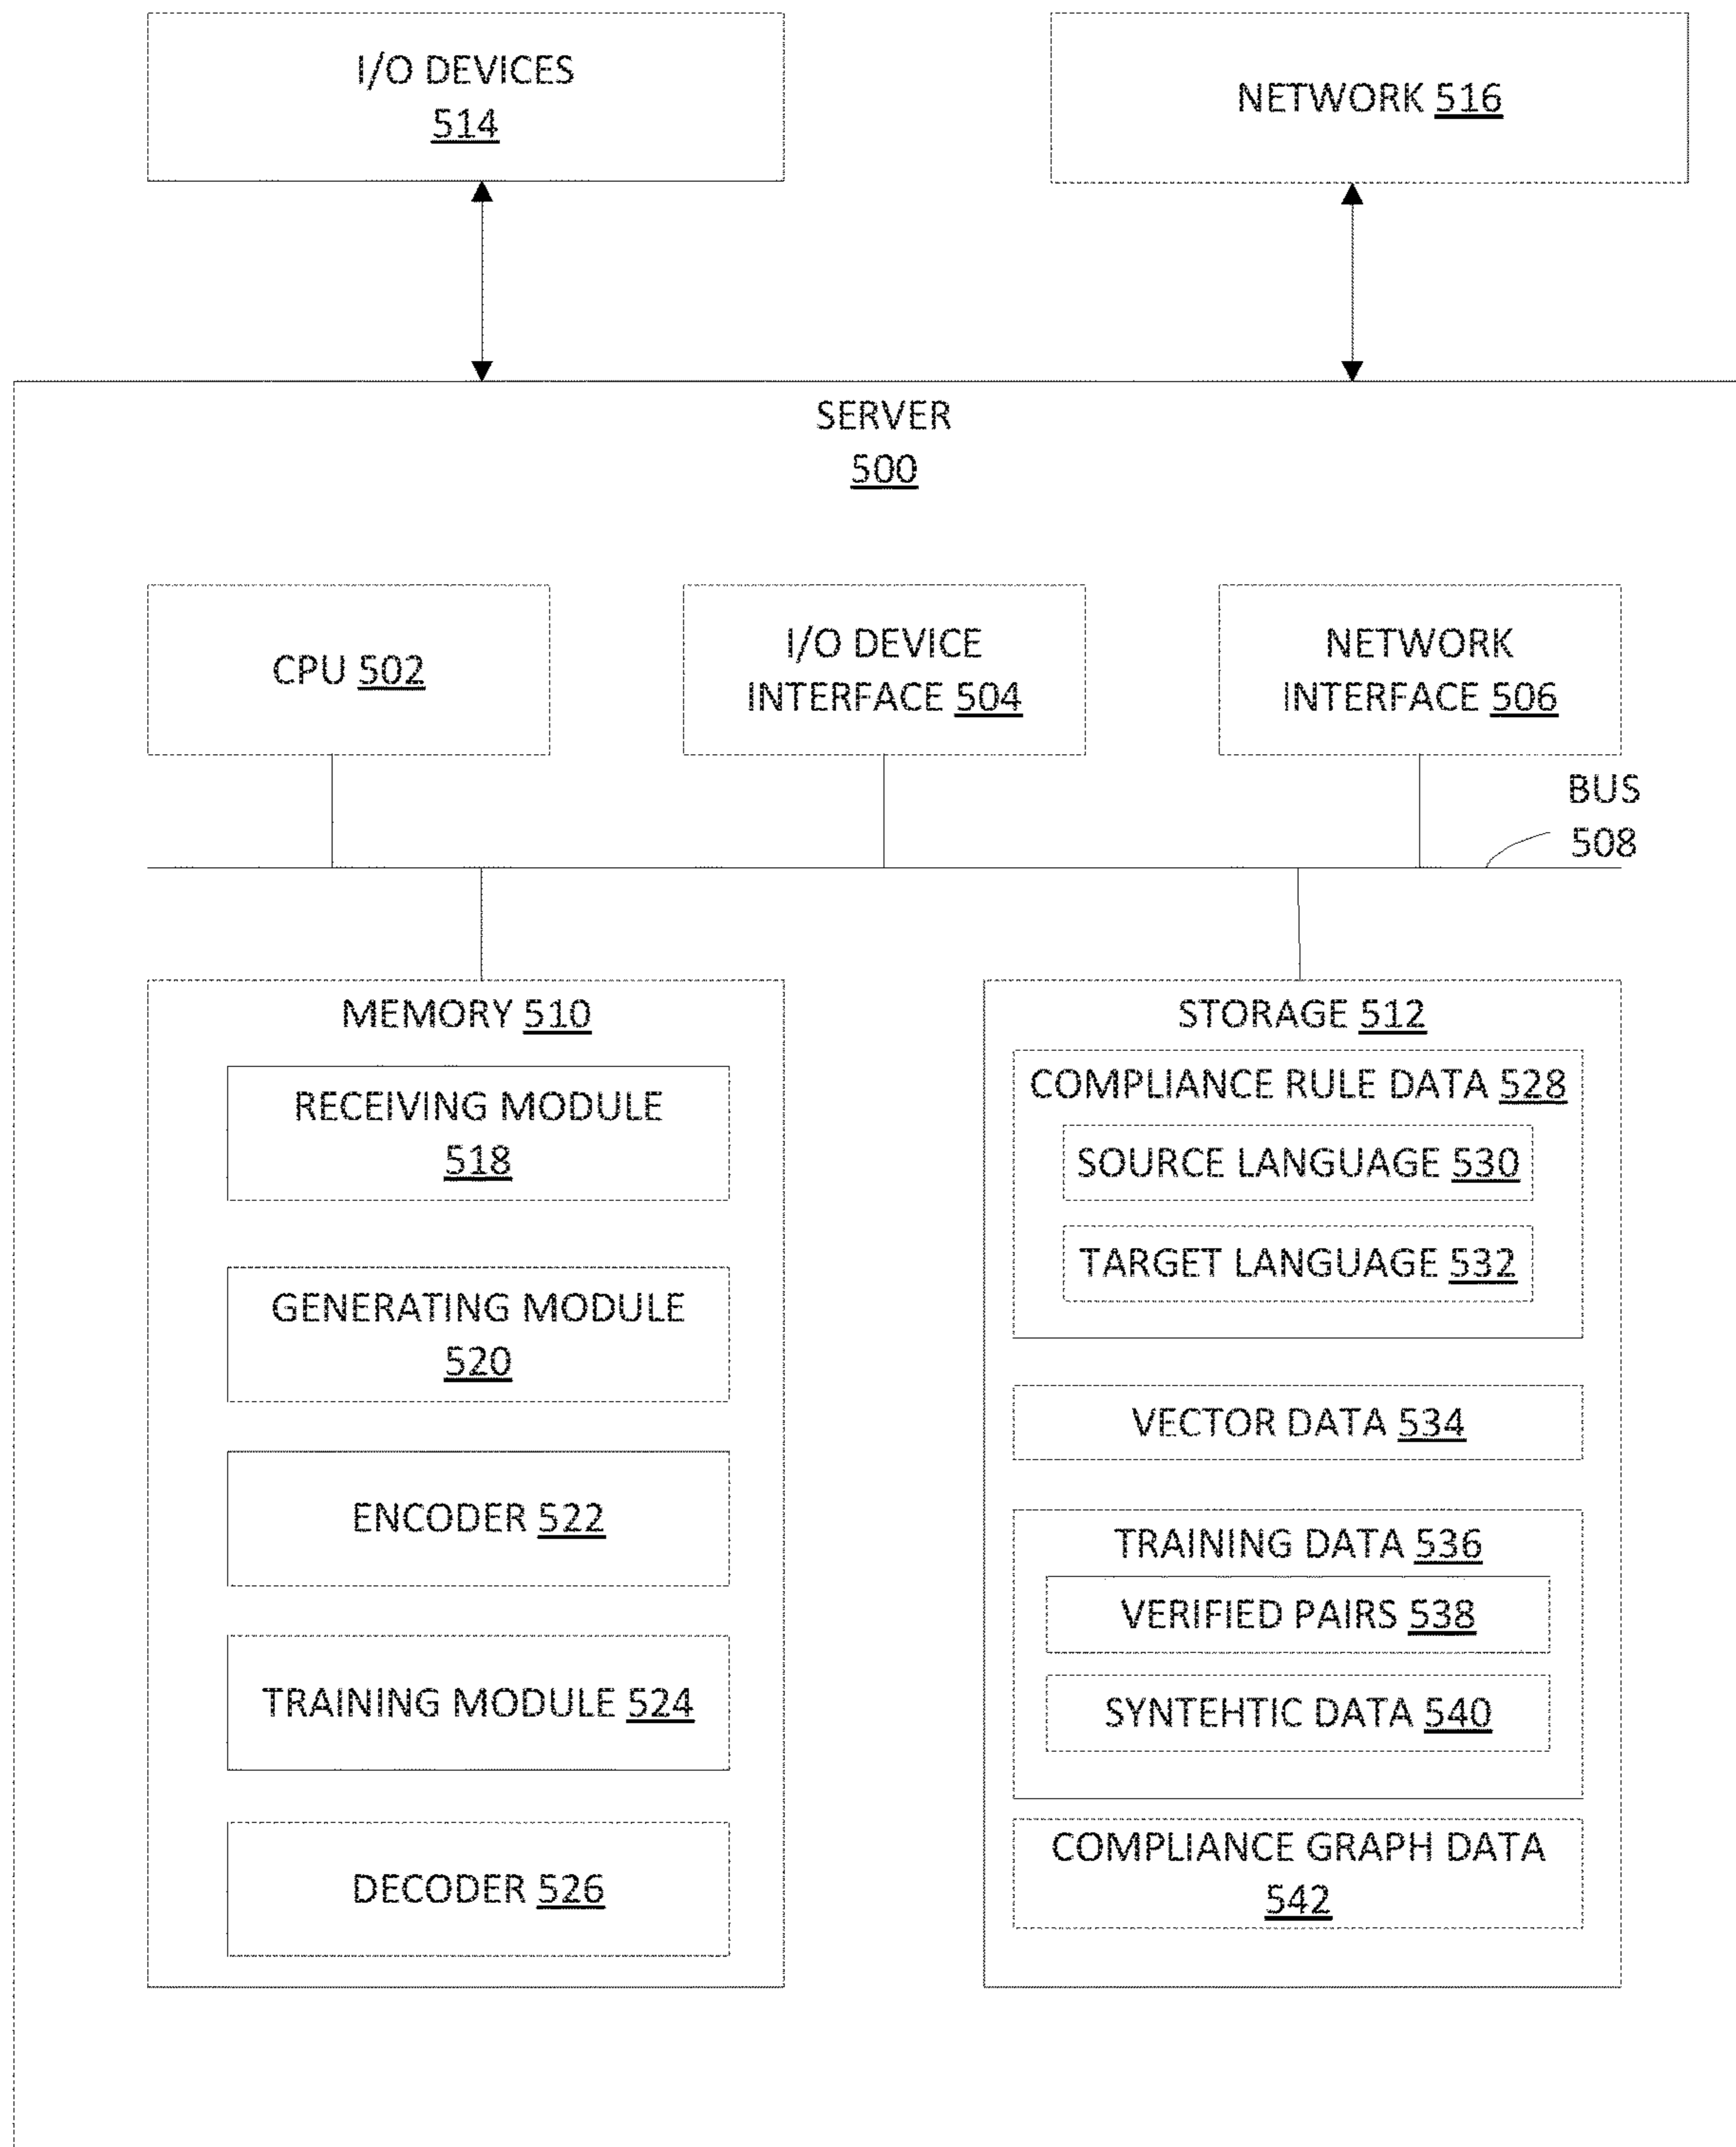 I/O DEVICES
514
NETWORK 516
SERVER
500
CPU 502
I/O DEVICE
INTERFACE 504
NETWORK
INTERFACE 506
BUS
508
MEMORY 510
RECEIVING MODULE
518
GENERATING MODULE
520
ENCODER 522
TRAINING MODULE 524
DECODER 526
STORAGE 512
COMPLIANCE RULE DATA 528
SOURCE LANGUAGE 530
TARGET LANGUAGE 532
VECTOR DATA 534
TRAINING DATA 536
VERIFIED PAIRS 538
SYNTEHTIC DATA 540
COMPLIANCE GRAPH DATA
542